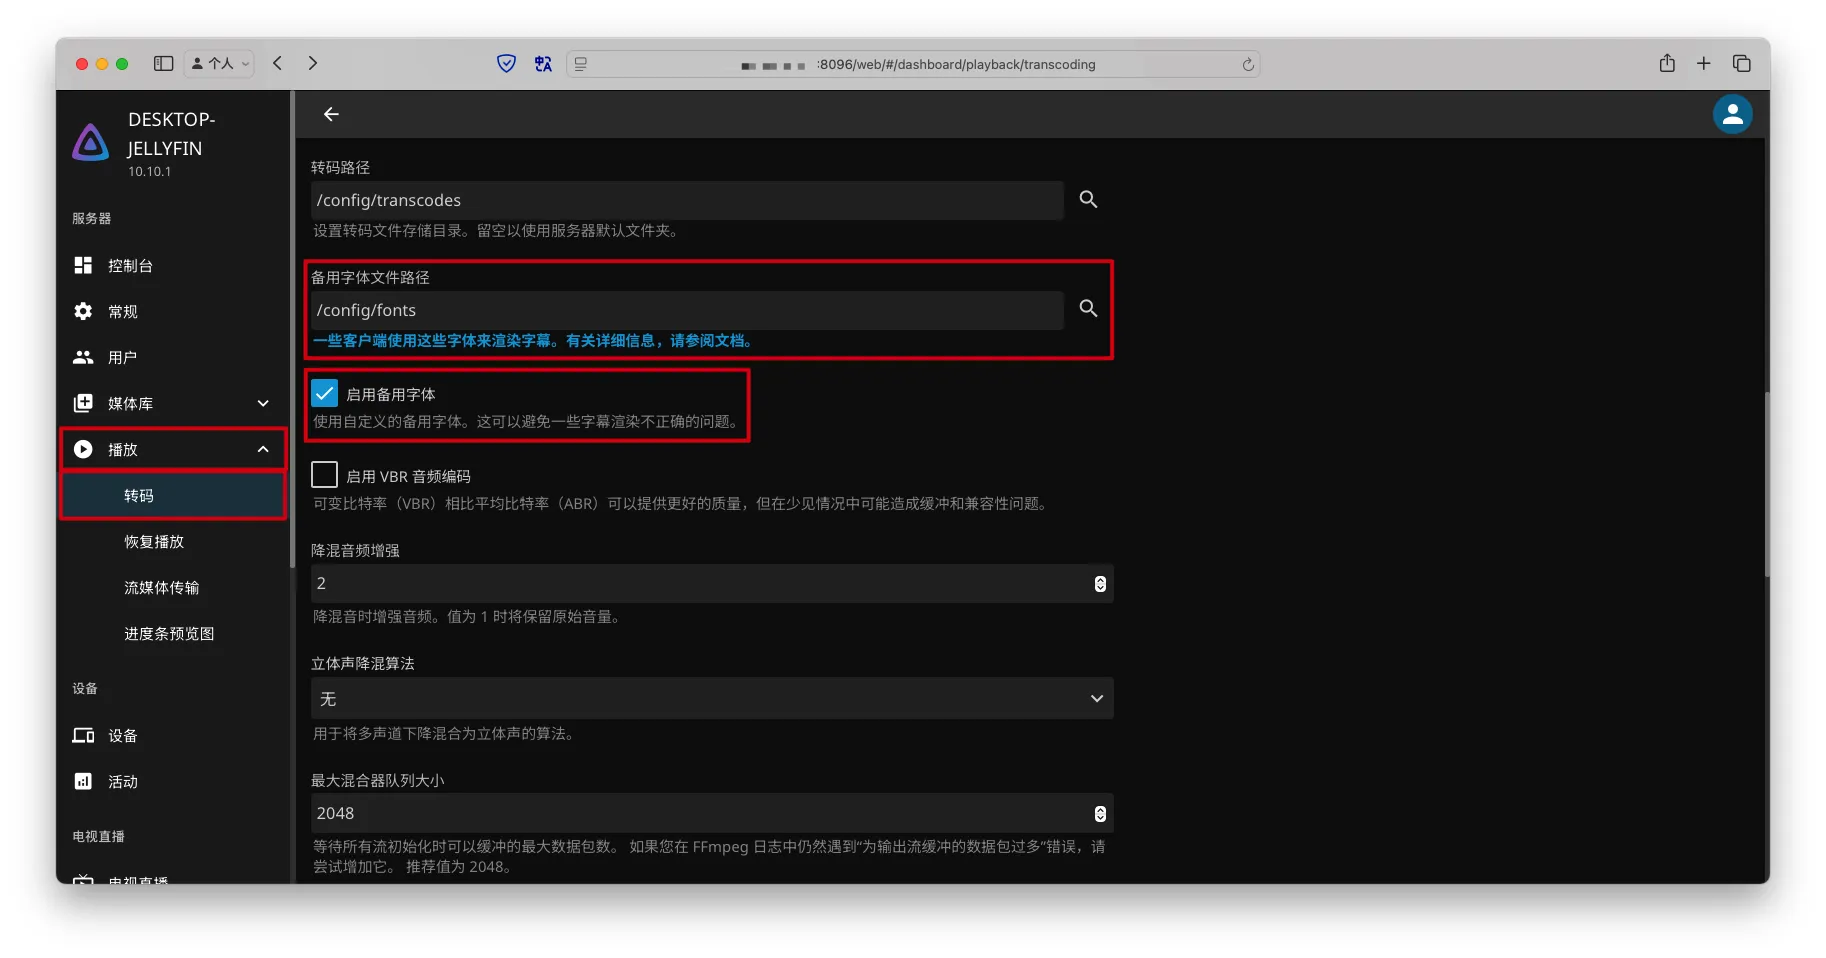 个人
:8096/web/#/dashboard/playback/transcoding
DESKTOP-
JELLYFIN
10.10.1
服务器
控制台
常规
用户
媒体库
播放
转码
恢复播放
流媒体传输
进度条预览图
设备
设备
活动
电视直播
电视直播
转码路径
/config/transcodes
设置转码文件存储目录。留空以使用服务器默认文件夹。
备用字体文件路径
/config/fonts
一些客户端使用这些字体来渲染字幕。有关详细信息，请参阅文档。
启用备用字体
使用自定义的备用字体。这可以避免一些字幕渲染不正确的问题。
启用 VBR 音频编码
可变比特率（VBR）相比平均比特率（ABR）可以提供更好的质量，但在少见情况中可能造成缓冲和兼容性问题。
降混音频增强
2
降混音时增强音频。值为 1 时将保留原始音量。
立体声降混算法
无
用于将多声道下降混合为立体声的算法。
最大混合器队列大小
2048
等待所有流初始化时可以缓冲的最大数据包数。 如果您在 FFmpeg 日志中仍然遇到“为输出流缓冲的数据包过多”错误，请
尝试增加它。 推荐值为 2048。